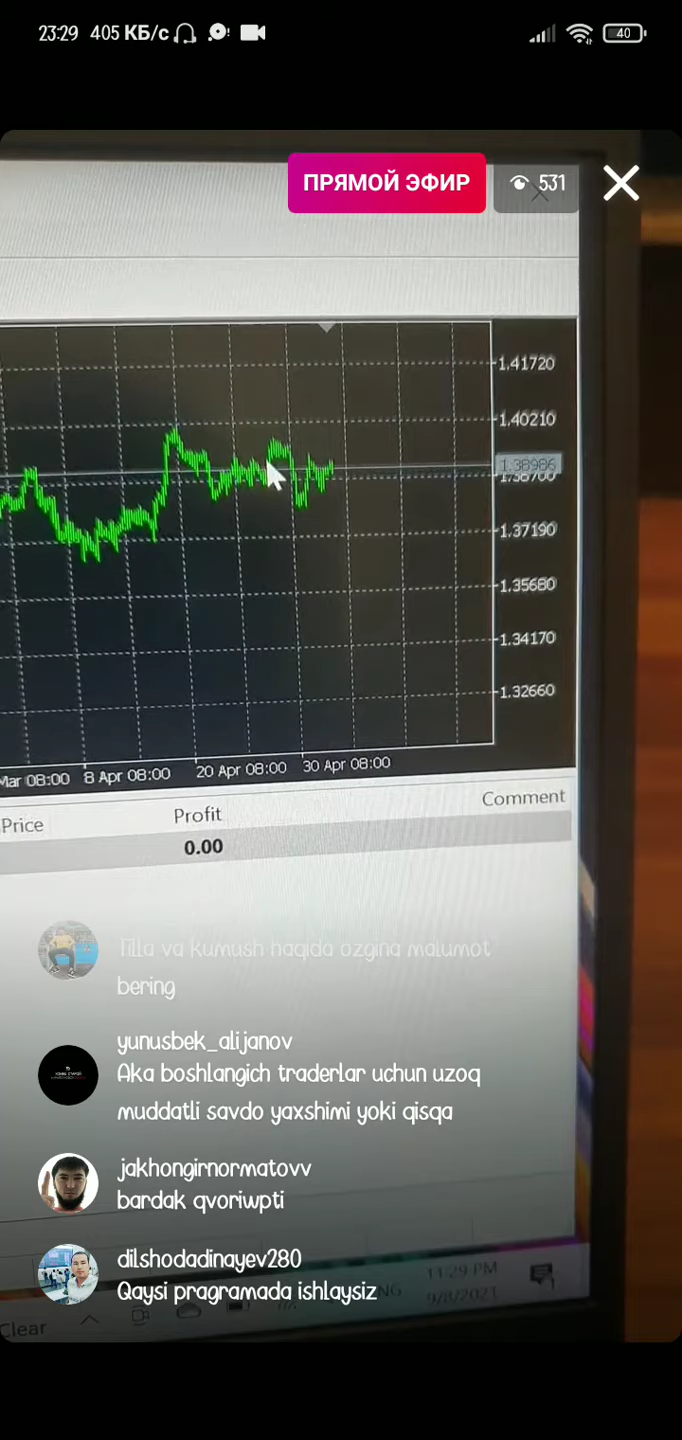 23:29 405 КБ/с 40
ПРЯМОЙ ЭФИР 531
1.41720
1.40210
1.38986
1.38700
1.37190
1.35680
1.34170
1.32660
Mar 08:00 8 Apr 08:00 20 Apr 08:00 30 Apr 08:00
Price Profit Comment
0.00
Tilla va kumush haqida ozgina malumot
bering
yunusbek_alijanov
Aka boshlangich traderlar uchun uzoq
muddatli savdo yaxshimi yoki qisqa
jakhongirnormatovv
bardak qvoriwpti
dilshodadinayev280
Qaysi pragramada ishlaysiz
11:29 PM
9/8/2021
Clear